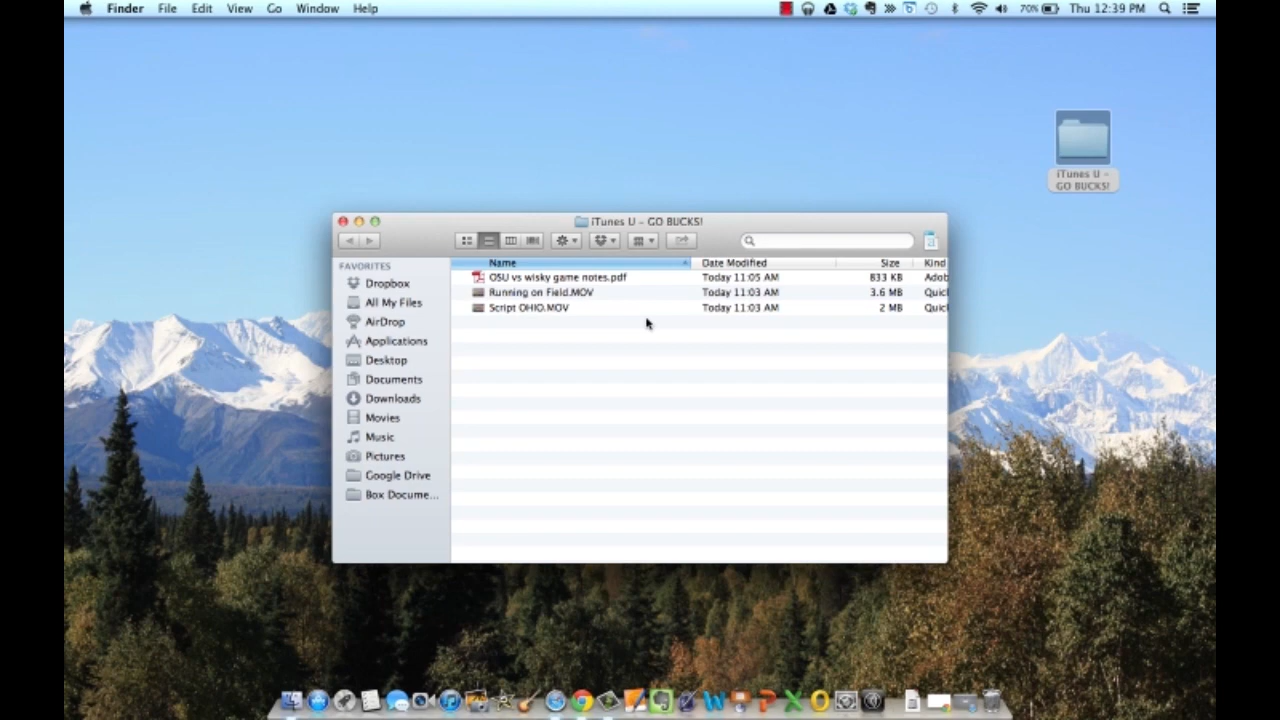 Finder File Edit View Go Window Help
70% Thu 12:39 PM
iTunes U –
GO BUCKS!
iTunes U – GO BUCKS!
FAVORITES
Dropbox
All My Files
AirDrop
Applications
Desktop
Documents
Downloads
Movies
Music
Pictures
Google Drive
Box Docume...
Name Date Modified Size Kind
OSU vs wisky game notes.pdf Today 11:05 AM 833 KB Adob
Running on Field.MOV Today 11:03 AM 3.6 MB Quic
Script OHIO.MOV Today 11:03 AM 2 MB Quic